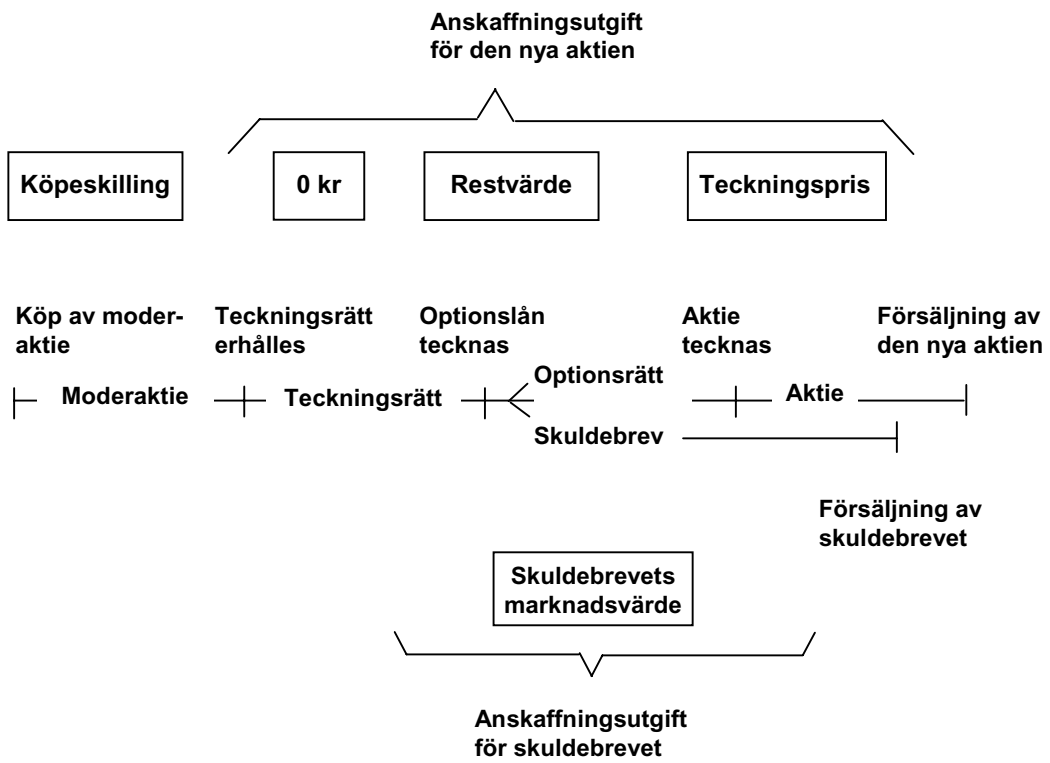 Anskaffningsutgift
för den nya aktien
Köpeskilling
0 kr
Restvärde
Teckningspris
Köp av moder-
aktie
Teckningsrätt
erhålles
Optionslån
tecknas
Aktie
tecknas
Försäljning av
den nya aktien
Moderaktie
Teckningsrätt
Optionsrätt
Aktie
Skuldebrev
Försäljning av
skuldebrevet
Skuldebrevets
marknadsvärde
Anskaffningsutgift
för skuldebrevet